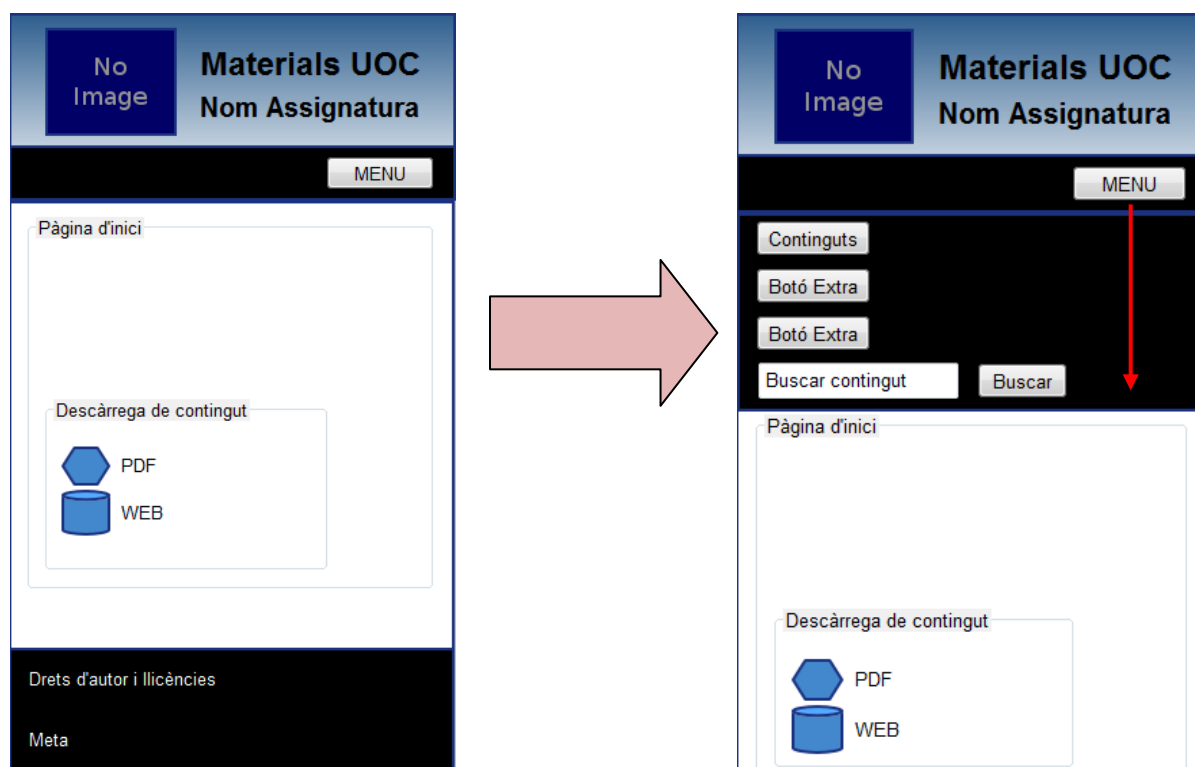 No
Image
Materials UOC
Nom Assignatura
MENU
Pàgina d'inici
Descàrrega de contingut
PDF
WEB
Drets d'autor i llicències
Meta
No
Image
Materials UOC
Nom Assignatura
MENU
Continguts
Botó Extra
Botó Extra
Buscar contingut Buscar
Pàgina d'inici
Descàrrega de contingut
PDF
WEB